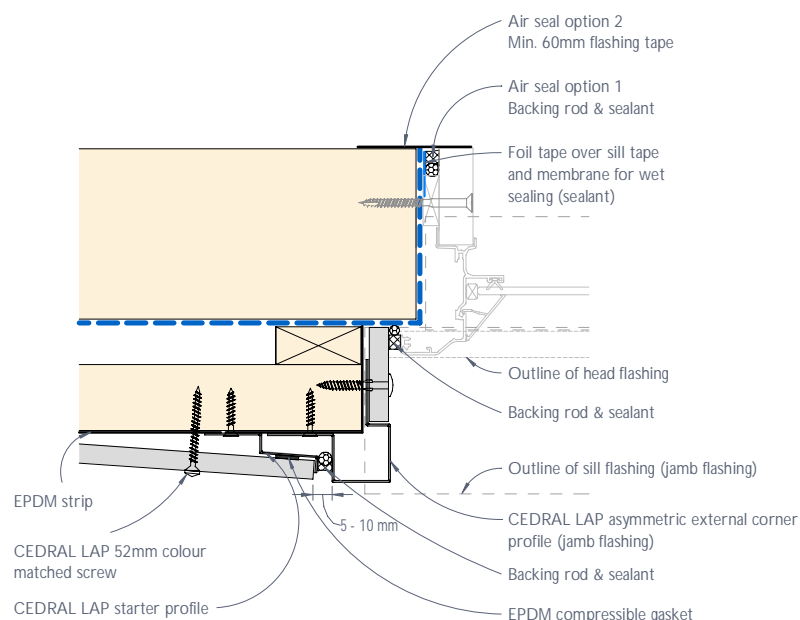 Air seal option 2
Min. 60mm flashing tape
Air seal option 1
Backing rod & sealant
Foil tape over sill tape
and membrane for wet
sealing (sealant)
Outline of head flashing
Backing rod & sealant
Outline of sill flashing (jamb flashing)
CEDRAL LAP asymmetric external corner
profile (jamb flashing)
Backing rod & sealant
EPDM compressible gasket
5 - 10 mm
EPDM strip
CEDRAL LAP 52mm colour
matched screw
CEDRAL LAP starter profile